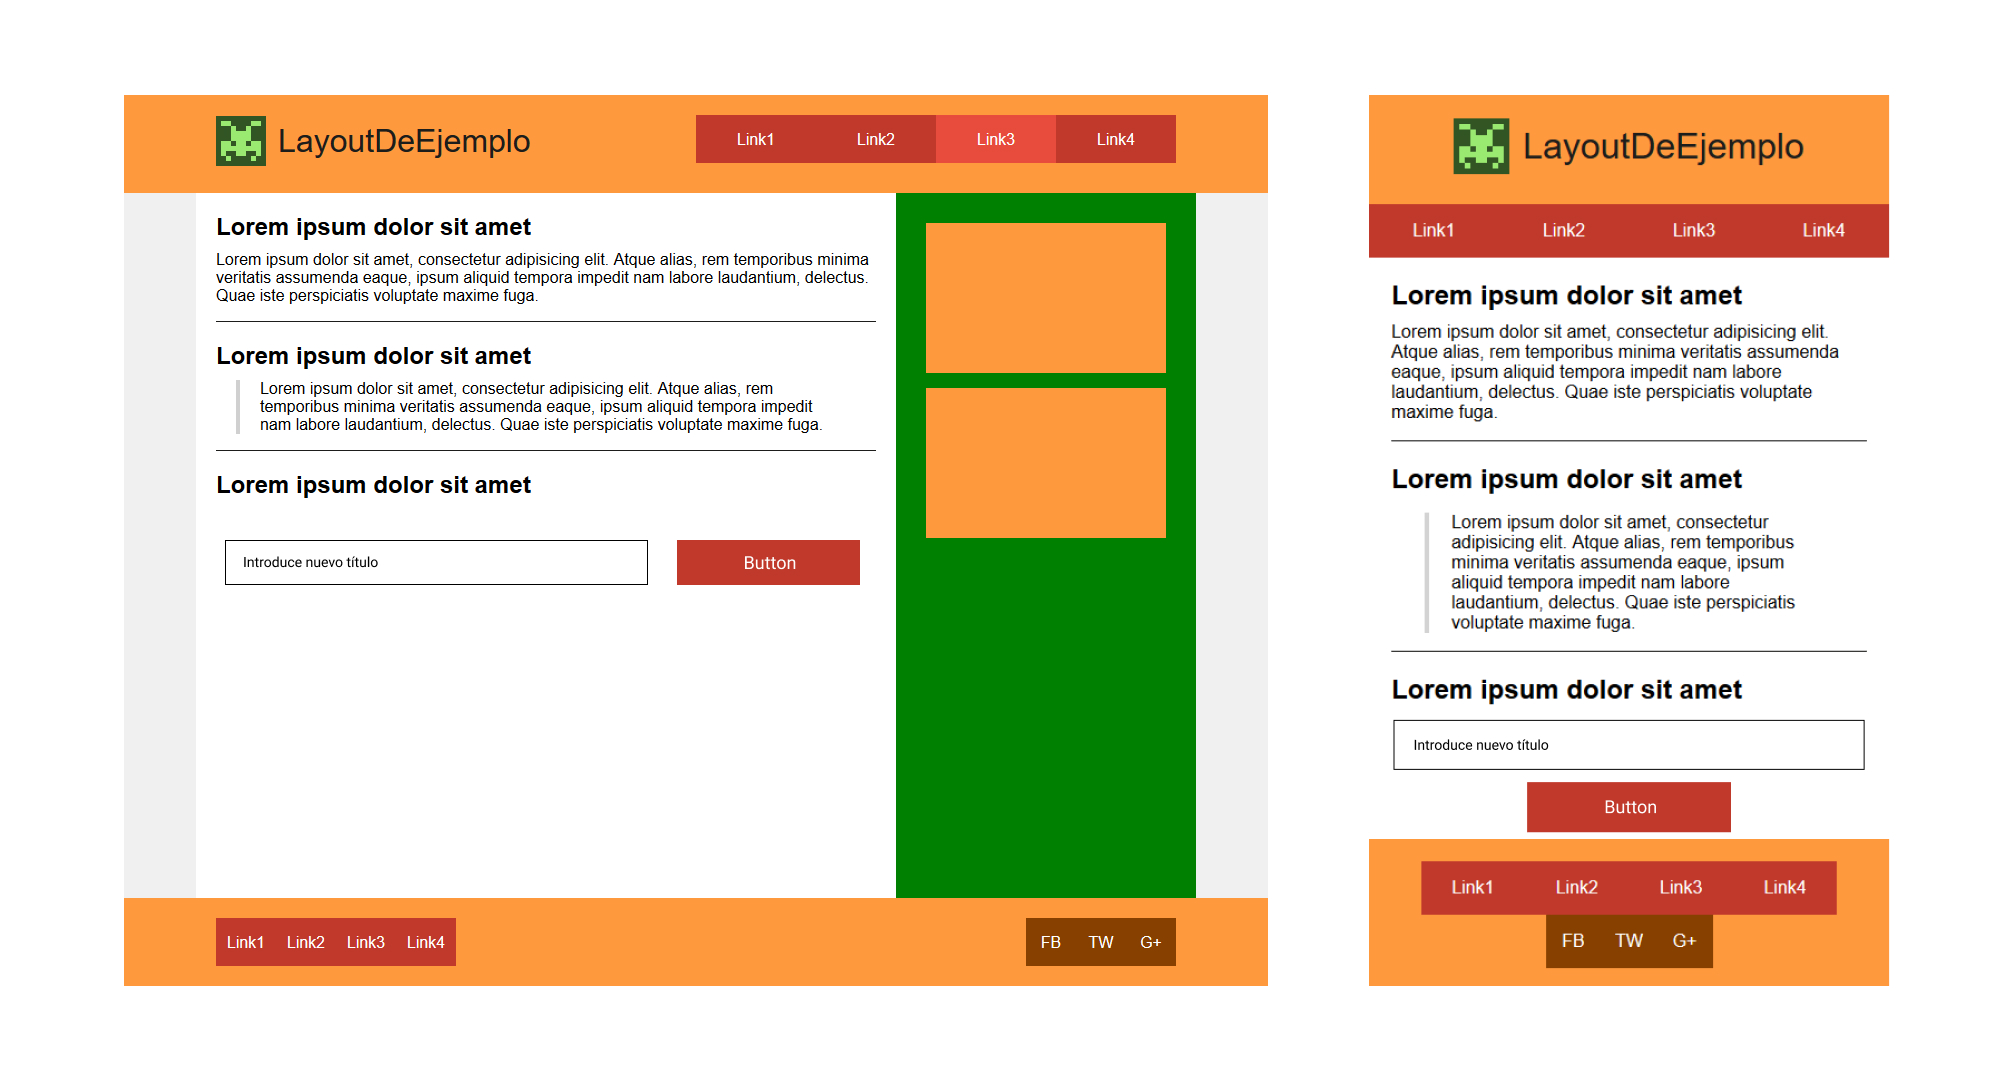 LayoutDeEjemplo
Link1 Link2 Link3 Link4
Lorem ipsum dolor sit amet
Lorem ipsum dolor sit amet, consectetur adipisicing elit. Atque alias, rem temporibus minima
veritatis assumenda eaque, ipsum aliquid tempora impedit nam labore laudantium, delectus.
Quae iste perspiciatis voluptate maxime fuga.
Lorem ipsum dolor sit amet
Lorem ipsum dolor sit amet, consectetur adipisicing elit. Atque alias, rem
temporibus minima veritatis assumenda eaque, ipsum aliquid tempora impedit
nam labore laudantium, delectus. Quae iste perspiciatis voluptate maxime fuga.
Lorem ipsum dolor sit amet
Introduce nuevo título
Button
Link1 Link2 Link3 Link4
FB TW G+
LayoutDeEjemplo
Link1 Link2 Link3 Link4
Lorem ipsum dolor sit amet
Lorem ipsum dolor sit amet, consectetur adipisicing elit.
Atque alias, rem temporibus minima veritatis assumenda
eaque, ipsum aliquid tempora impedit nam labore
laudantium, delectus. Quae iste perspiciatis voluptate
maxime fuga.
Lorem ipsum dolor sit amet
Lorem ipsum dolor sit amet, consectetur
adipisicing elit. Atque alias, rem temporibus
minima veritatis assumenda eaque, ipsum
aliquid tempora impedit nam labore
laudantium, delectus. Quae iste perspiciatis
voluptate maxime fuga.
Lorem ipsum dolor sit amet
Introduce nuevo título
Button
Link1 Link2 Link3 Link4
FB TW G+